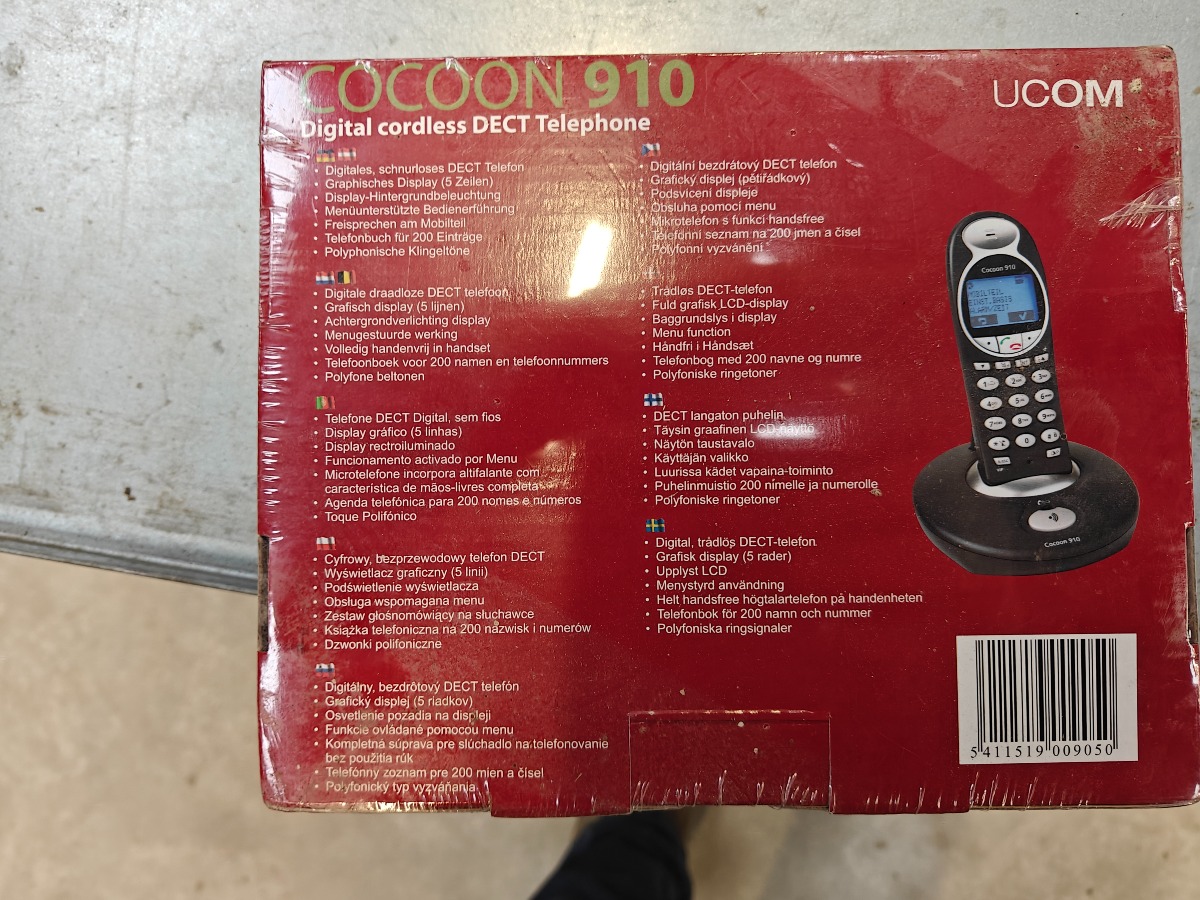 COCOON 910
UCOM
Digital cordless DECT Telephone
• Digitales, schnurloses DECT Telefon
• Graphisches Display (5 Zeilen)
• Display-Hintergrundbeleuchtung
• Menüunterstützte Bedienerführung
• Freisprechen am Mobilteil
• Telefonbuch für 200 Einträge
• Polyphonische Klingeltöne
• Digitale draadloze DECT telefoon
• Grafisch display (5 lijnen)
• Achtergrondverlichting display
• Menugestuurde werking
• Volledig handenvrij in handset
• Telefoonboek voor 200 namen en telefoonnummers
• Polyfone beltonen
• Telefone DECT Digital, sem fios
• Display gráfico (5 linhas)
• Display rectroiluminado
• Funcionamento activado por Menu
• Microtelefone incorpora altifalante com
característica de mãos-livres completa
• Agenda telefónica para 200 nomes e números
• Toque Polifónico
• Cyfrowy, bezprzewodowy telefon DECT
• Wyświetlacz graficzny (5 linii)
• Podświetlenie wyświetlacza
• Obsługa wspomagana menu
• Zestaw głośnomówiący na słuchawce
• Książka telefoniczna na 200 nazwisk i numerów
• Dzwonki polifoniczne
• Digitálny, bezdrôtový DECT telefón
• Grafický displej (5 riadkov)
• Osvetlenie pozadia na displeji
• Funkcie ovládané pomocou menu
• Kompletná súprava pre slúchadlo na telefonovanie
bez použitia rúk
• Telefónny zoznam pre 200 mien a čísel
• Polyfonický typ vyzváňania
• Digitální bezdrátový DECT telefon
• Grafický displej (pětiřádkový)
• Podsvícení displeje
• Obsluha pomocí menu
• Mikrotelefon s funkcí handsfree
• Telefonní seznam na 200 jmen a čísel
• Polyfonní vyzvánění
• Trådløs DECT-telefon
• Fuld grafisk LCD-display
• Baggrundslys i display
• Menu function
• Håndfri i Håndsæt
• Telefonbog med 200 navne og numre
• Polyfoniske ringetoner
• DECT langaton puhelin
• Täysin graafinen LCD-näyttö
• Näytön taustavalo
• Käyttäjän valikko
• Luurissa kädet vapaina-toiminto
• Puhelinmuistio 200 nimelle ja numerolle
• Polyfoniske ringetoner
• Digital, trådlös DECT-telefon
• Grafisk display (5 rader)
• Upplyst LCD
• Menystyrd användning
• Helt handsfree högtalartelefon på handenheten
• Telefonbok för 200 namn och nummer
• Polyfoniska ringsignaler
Cocoon 910
MOBILTEIL
EINST.BASIS
ALARM/ZEIT
Cocoon 910
5 411519 009050